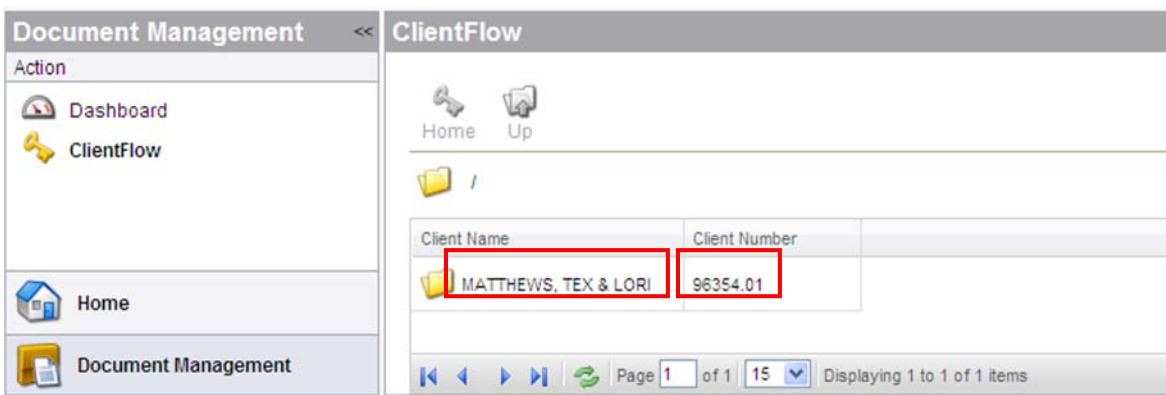 Document Management <<
Action
Dashboard
ClientFlow
Home
Document Management
ClientFlow
Home Up
/
Client Name Client Number
MATTHEWS, TEX & LORI 96354.01
Page 1 of 1 15 Displaying 1 to 1 of 1 items